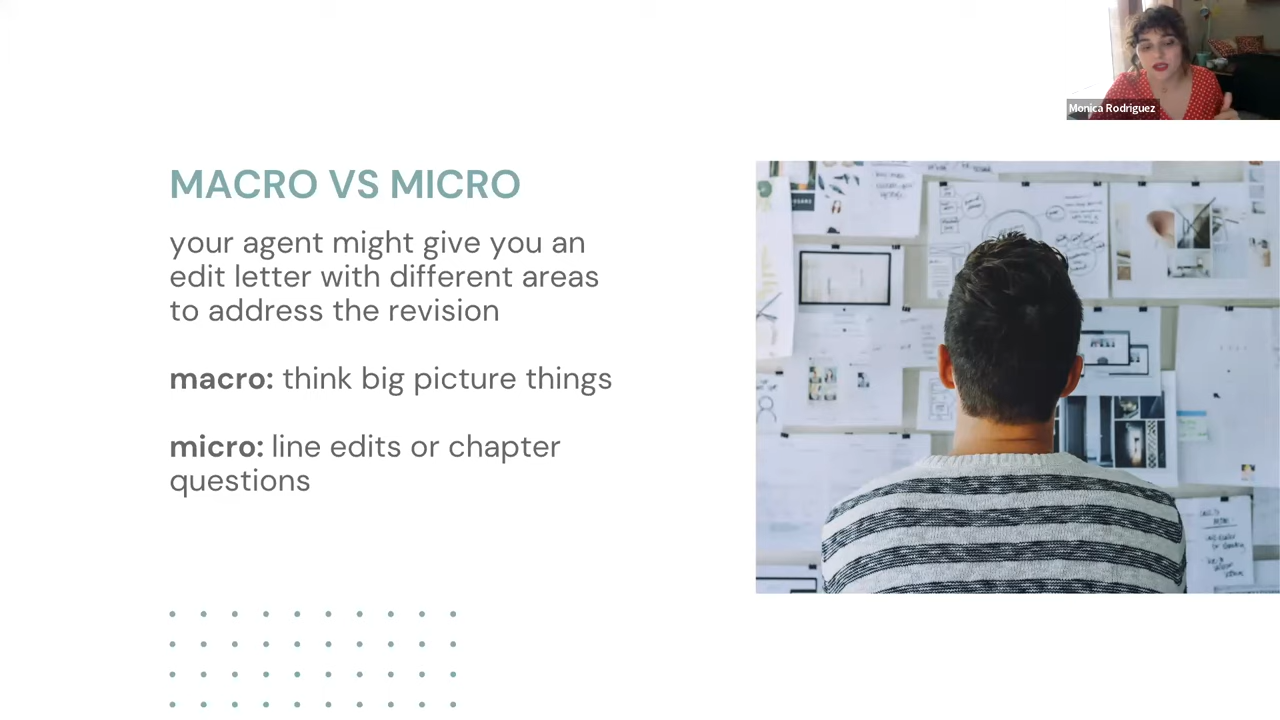 Monica Rodriguez
MACRO VS MICRO
your agent might give you an
edit letter with different areas
to address the revision
macro: think big picture things
micro: line edits or chapter
questions